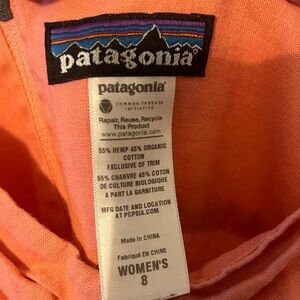 patagonia
patagonia
COMMON THREADS
INITIATIVE
Repair, Reuse, Recycle
This Product
www.patagonia.com
55% HEMP 45% ORGANIC
COTTON
EXCLUSIVE OF TRIM
55% CHANVRE 45% COTON
DE CULTURE BIOLOGIQUE
A PART LA GARNITURE
MFG DATE AND LOCATION
AT PCPSIA.COM
Made in CHINA
Fabriqué EN CHINE
WOMEN'S
8